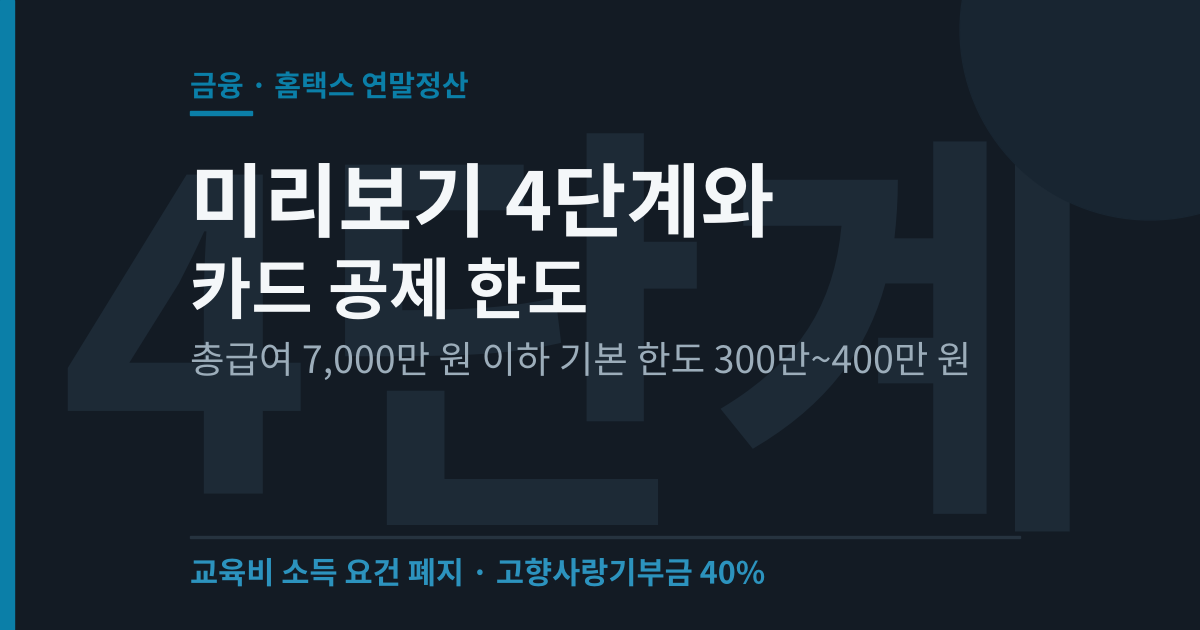 금융 · 홈택스 연말정산
4단계
미리보기 4단계와
카드 공제 한도
총급여 7,000만 원 이하 기본 한도 300만~400만 원
교육비 소득 요건 폐지 · 고향사랑기부금 40%